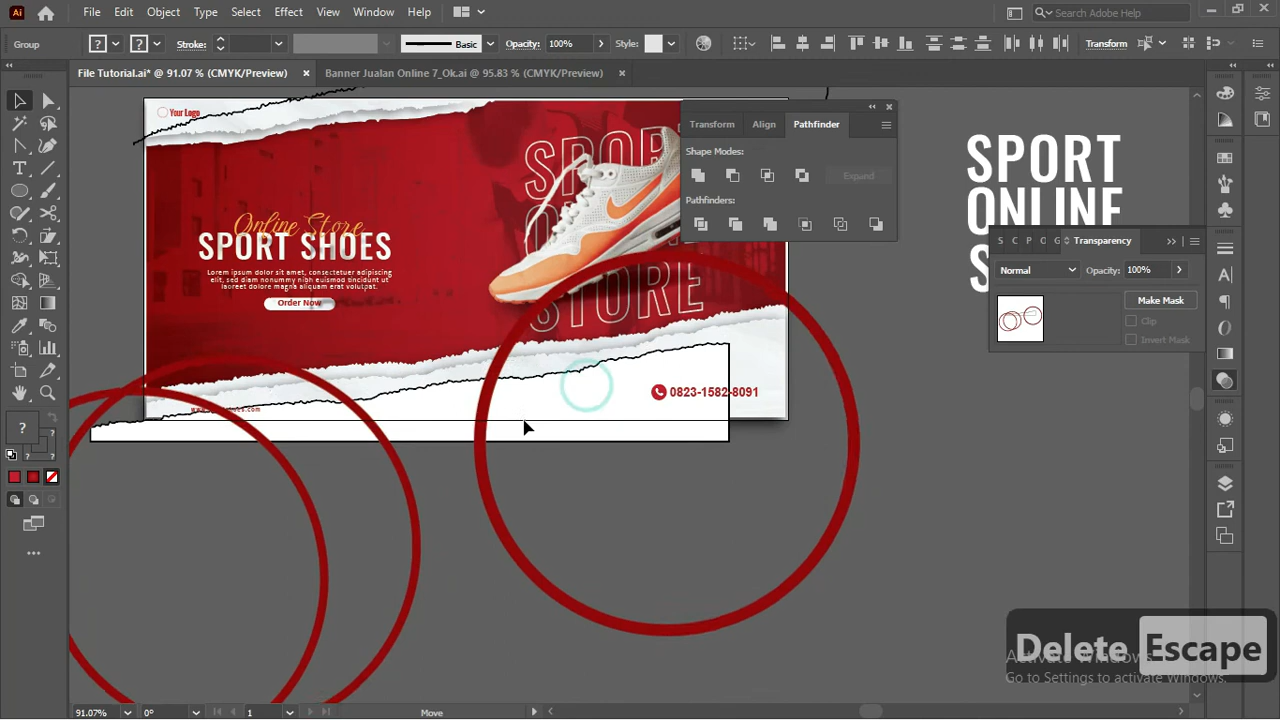 Ai File Edit Object Type Select Effect View Window Help Search Adobe Help
Group ? ? Stroke: Basic Opacity: 100% Style: Transform
File Tutorial.ai* @ 91.07 % (CMYK/Preview) × Banner Jualan Online 7_Ok.ai @ 95.83 % (CMYK/Preview) ×
Your Logo
Transform Align Pathfinder
Shape Modes:
Expand
Pathfinders:
SPORT
STORE
SPORT
ONLINE
Online Store
SPORT SHOES
Lorem ipsum dolor sit amet, consectetuer adipiscing
elit, sed diam nonummy nibh euismod tincidunt ut
laoreet dolore magna aliquam erat volutpat.
Order Now
0823-1582-8091
S C P O G Transparency
Normal Opacity: 100%
Make Mask
Clip
Invert Mask
Delete Escape
Activate Windows
Go to Settings to activate Windows.
91.07% 0° 1 Move